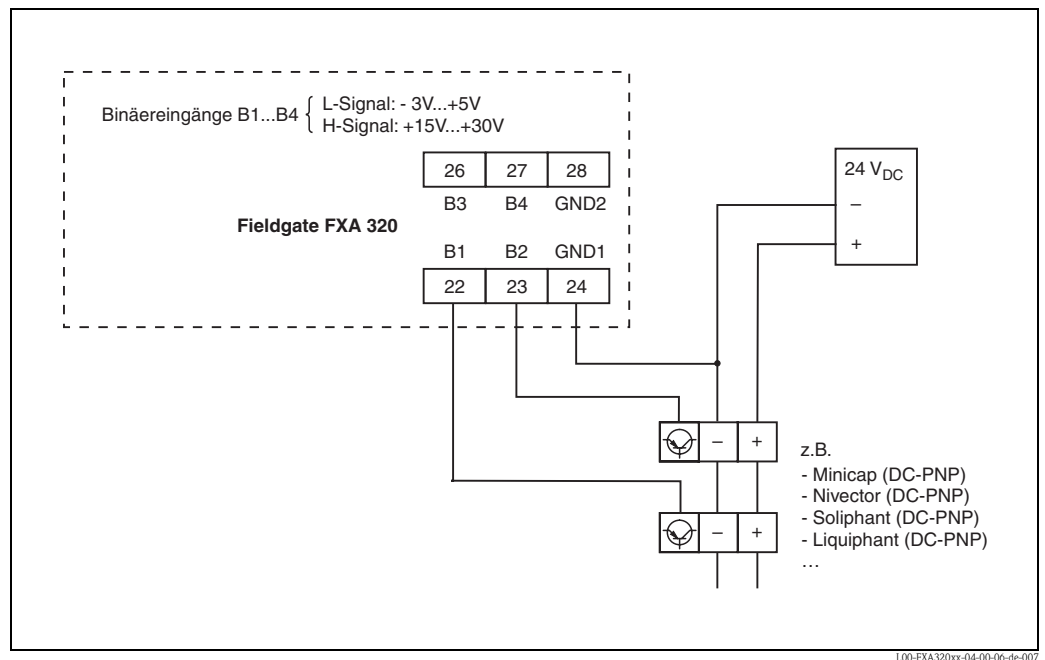 Binäereingänge B1...B4 { L-Signal: - 3V...+5V
H-Signal: +15V...+30V
26 27 28
B3 B4 GND2
Fieldgate FXA 320
B1 B2 GND1
22 23 24
24 VDC
–
+
– +
– +
z.B.
- Minicap (DC-PNP)
- Nivector (DC-PNP)
- Soliphant (DC-PNP)
- Liquiphant (DC-PNP)
...
L00-FXA320xx-04-00-06-de-007